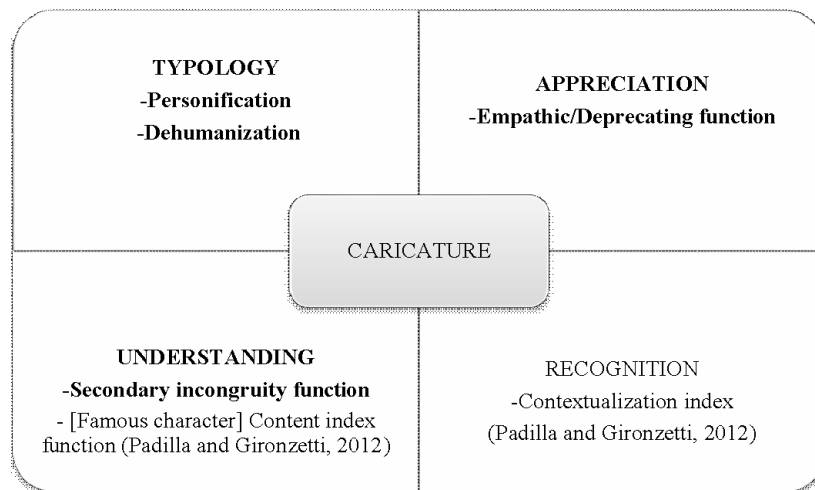 TYPOLOGY
-Personification
-Dehumanization
APPRECIATION
-Empathic/Deprecating function
CARICATURE
UNDERSTANDING
-Secondary incongruity function
- [Famous character] Content index
function (Padilla and Gironzetti, 2012)
RECOGNITION
-Contextualization index
(Padilla and Gironzetti, 2012)